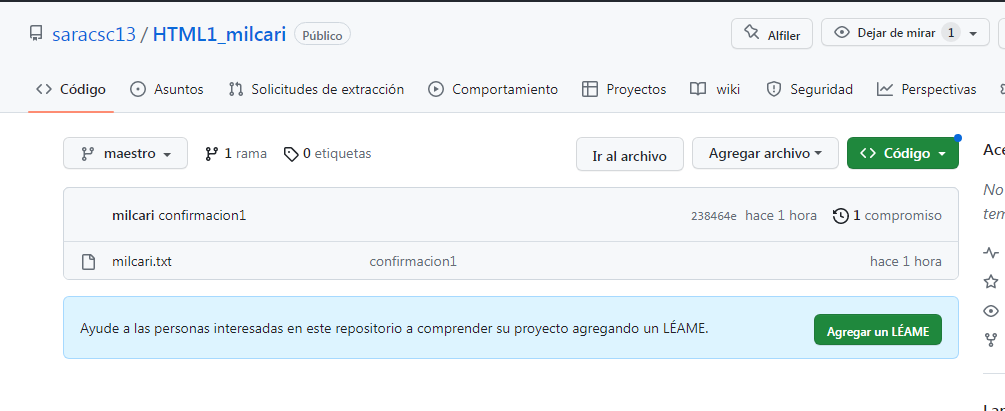 saracsc13 / HTML1_milcari Público Alfiler Dejar de mirar 1
Código Asuntos Solicitudes de extracción Comportamiento Proyectos wiki Seguridad Perspectivas
maestro 1 rama 0 etiquetas Ir al archivo Agregar archivo Código
milcari confirmacion1 238464e hace 1 hora 1 compromiso
milcari.txt confirmacion1 hace 1 hora
Ayude a las personas interesadas en este repositorio a comprender su proyecto agregando un LÉAME. Agregar un LÉAME
Ace
No
tem